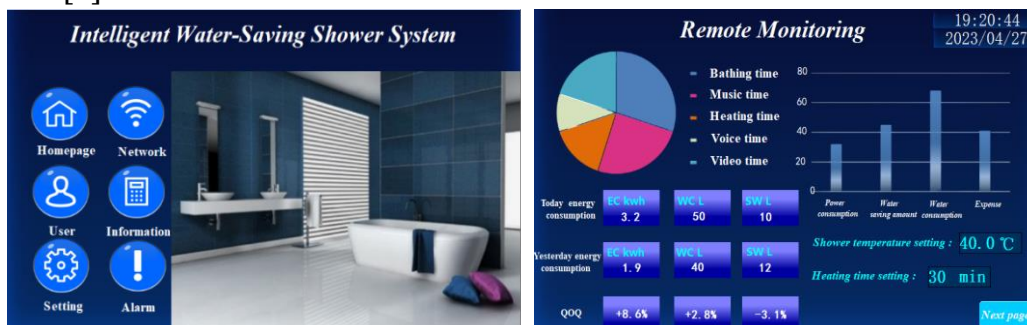 Intelligent Water-Saving Shower System
Homepage Network
User Information
Setting Alarm
Remote Monitoring
19:20:44
2023/04/27
Bathing time
Music time
Heating time
Voice time
Video time
80
60
40
20
0
Power consumption
Water saving amount
Water consumption
Expense
Today energy consumption
EC kwh 3.2
WC L 50
SW L 10
Yesterday energy consumption
EC kwh 1.9
WC L 40
SW L 12
QOQ +8.6% +2.8% -3.1%
Shower temperature setting : 40.0 ℃
Heating time setting : 30 min
Next page